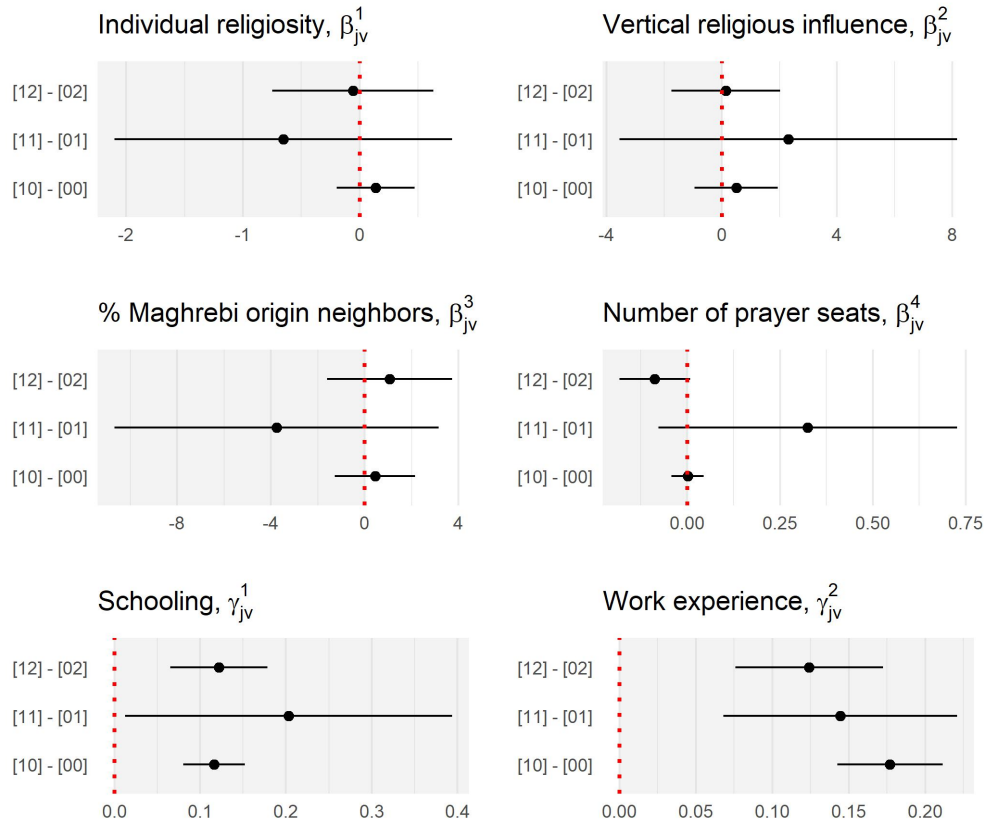 Individual religiosity, β¹ⱼᵥ
[12] - [02]
[11] - [01]
[10] - [00]
-2 -1 0
Vertical religious influence, β²ⱼᵥ
[12] - [02]
[11] - [01]
[10] - [00]
-4 0 4 8
% Maghrebi origin neighbors, β³ⱼᵥ
[12] - [02]
[11] - [01]
[10] - [00]
-8 -4 0 4
Number of prayer seats, β⁴ⱼᵥ
[12] - [02]
[11] - [01]
[10] - [00]
0.00 0.25 0.50 0.75
Schooling, γ¹ⱼᵥ
[12] - [02]
[11] - [01]
[10] - [00]
0.0 0.1 0.2 0.3 0.4
Work experience, γ²ⱼᵥ
[12] - [02]
[11] - [01]
[10] - [00]
0.00 0.05 0.10 0.15 0.20